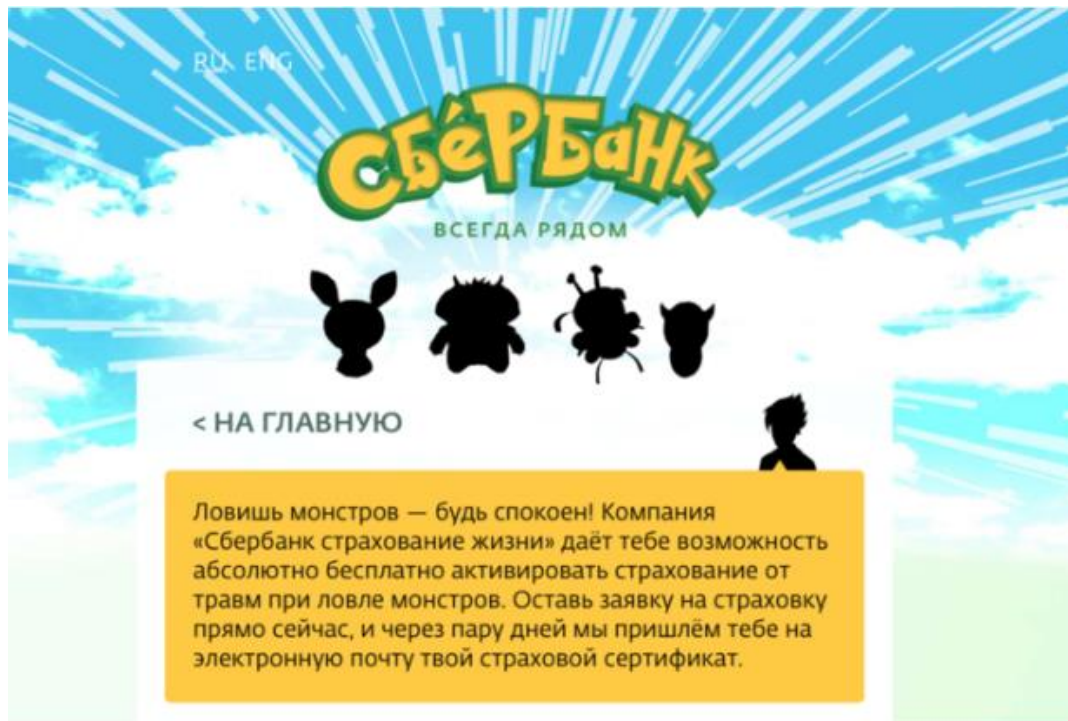 RU ENG
СбеРБанк
ВСЕГДА РЯДОМ
< НА ГЛАВНУЮ
Ловишь монстров — будь спокоен! Компания
«Сбербанк страхование жизни» даёт тебе возможность
абсолютно бесплатно активировать страхование от
травм при ловле монстров. Оставь заявку на страховку
прямо сейчас, и через пару дней мы пришлём тебе на
электронную почту твой страховой сертификат.